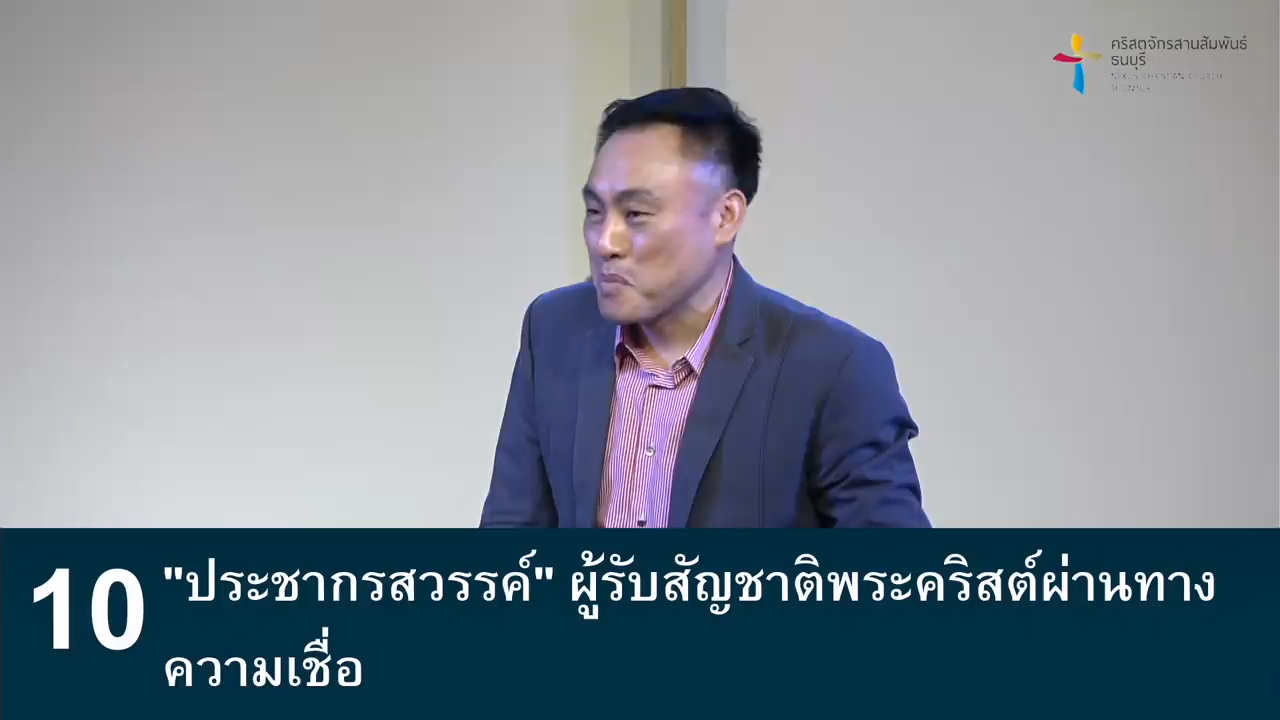 คริสตจักรสานสัมพันธ์
ธนบุรี
NEXUS CHRISTIAN CHURCH
10
"ประชากรสวรรค์" ผู้รับสัญชาติพระคริสต์ผ่านทาง
ความเชื่อ